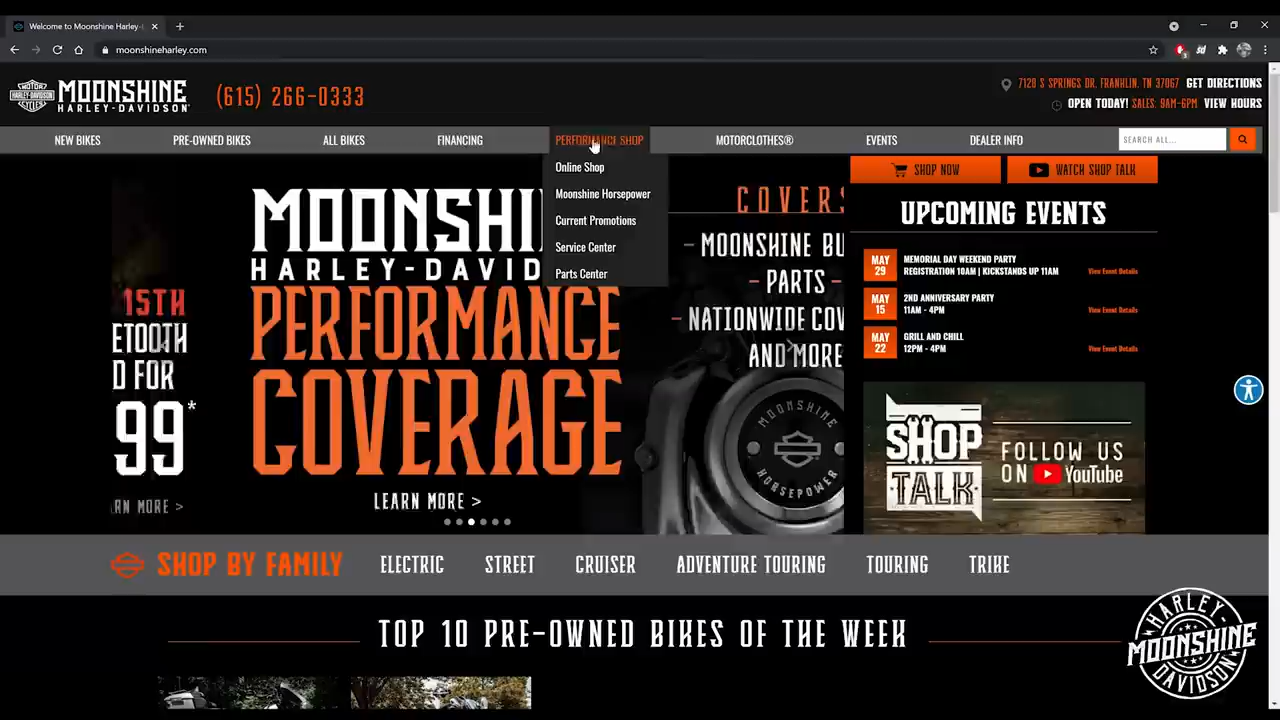 Welcome to Moonshine Harley-
moonshineharley.com
MOTOR
HARLEY-DAVIDSON
CYCLES
MOONSHINE
HARLEY-DAVIDSON
(615) 266-0333
7120 S SPRINGS DR. FRANKLIN, TN 37067 GET DIRECTIONS
OPEN TODAY! SALES: 9AM-6PM VIEW HOURS
NEW BIKES
PRE-OWNED BIKES
ALL BIKES
FINANCING
PERFORMANCE SHOP
MOTORCLOTHES®
EVENTS
DEALER INFO
SEARCH ALL...
Online Shop
Moonshine Horsepower
Current Promotions
Service Center
Parts Center
15TH
ETOOTH
D FOR
99*
RN MORE >
MOONSHI
HARLEY-DAVID
PERFORMANCE
COVERAGE
LEARN MORE >
COVERS
- MOONSHINE BU
- PARTS -
- NATIONWIDE COV
AND MORE
MOONSHINE
HORSEPOWER
SHOP NOW
WATCH SHOP TALK
UPCOMING EVENTS
MAY 29
MEMORIAL DAY WEEKEND PARTY
REGISTRATION 10AM | KICKSTANDS UP 11AM
View Event Details
MAY 15
2ND ANNIVERSARY PARTY
11AM - 4PM
View Event Details
MAY 22
GRILL AND CHILL
12PM - 4PM
View Event Details
SHOP
TALK
FOLLOW US
ON YouTube
SHOP BY FAMILY
ELECTRIC
STREET
CRUISER
ADVENTURE TOURING
TOURING
TRIKE
TOP 10 PRE-OWNED BIKES OF THE WEEK
HARLEY
MOONSHINE
DAVIDSON